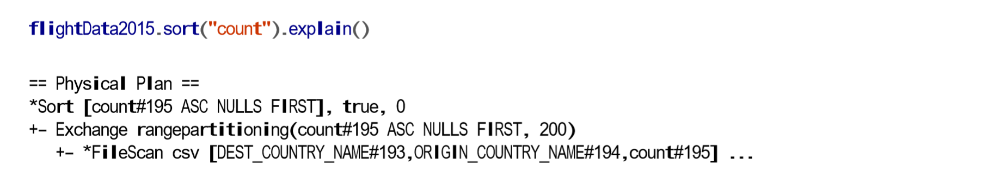 flightData2015.sort("count").explain()
== Physical Plan ==
*Sort [count#195 ASC NULLS FIRST], true, 0
+- Exchange rangepartitioning(count#195 ASC NULLS FIRST, 200)
   +- *FileScan csv [DEST_COUNTRY_NAME#193,ORIGIN_COUNTRY_NAME#194,count#195] ...